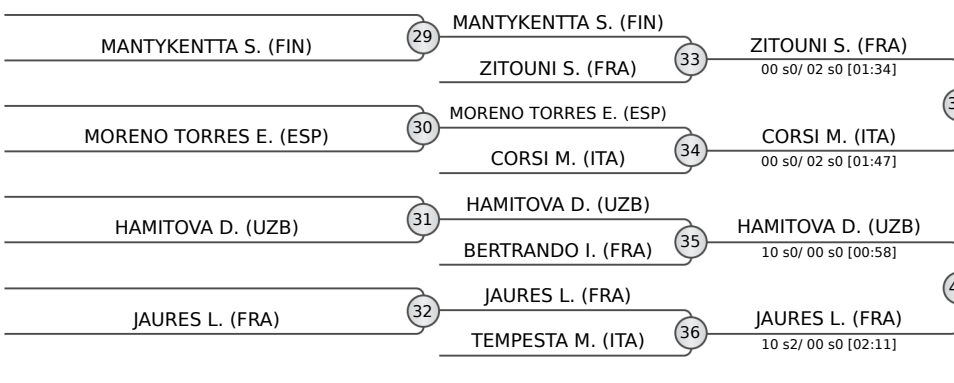 MANTYKENTTA S. (FIN)
29
MANTYKENTTA S. (FIN)
ZITOUNI S. (FRA)
33
ZITOUNI S. (FRA)
00 s0/ 02 s0 [01:34]
MORENO TORRES E. (ESP)
30
MORENO TORRES E. (ESP)
CORSI M. (ITA)
34
CORSI M. (ITA)
00 s0/ 02 s0 [01:47]
HAMITOVA D. (UZB)
31
HAMITOVA D. (UZB)
BERTRANDO I. (FRA)
35
HAMITOVA D. (UZB)
10 s0/ 00 s0 [00:58]
JAURES L. (FRA)
32
JAURES L. (FRA)
TEMPESTA M. (ITA)
36
JAURES L. (FRA)
10 s2/ 00 s0 [02:11]